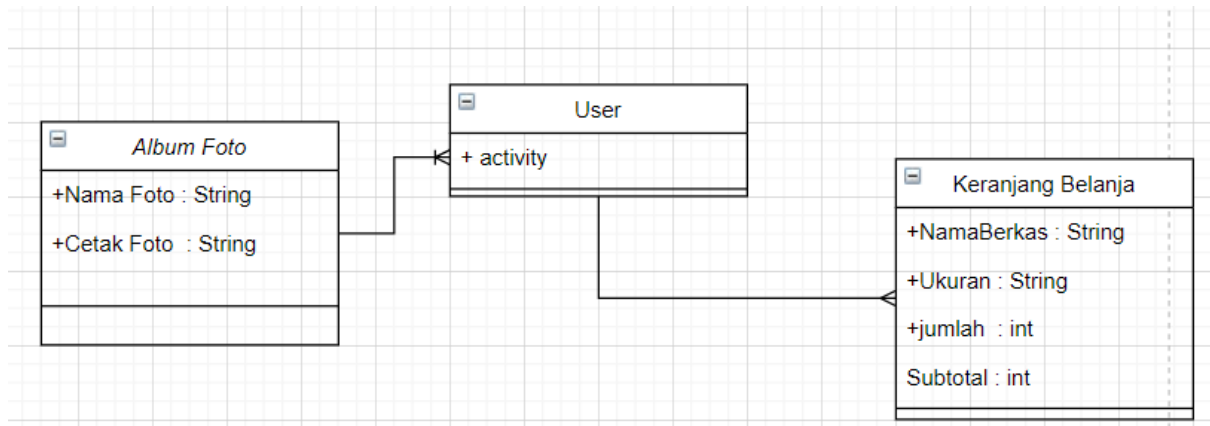 Album Foto
+Nama Foto : String
+Cetak Foto : String
User
+ activity
Keranjang Belanja
+NamaBerkas : String
+Ukuran : String
+jumlah : int
Subtotal : int